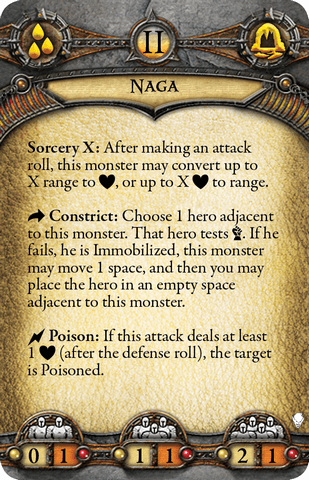 II
NAGA
Sorcery X: After making an attack
roll, this monster may convert up to
X range to ♥, or up to X ♥ to range.
Constrict: Choose 1 hero adjacent
to this monster. That hero tests . If he
fails, he is Immobilized, this monster
may move 1 space, and then you may
place the hero in an empty space
adjacent to this monster.
Poison: If this attack deals at least
1 ♥ (after the defense roll), the target
is Poisoned.
0 1 1 1 2 1